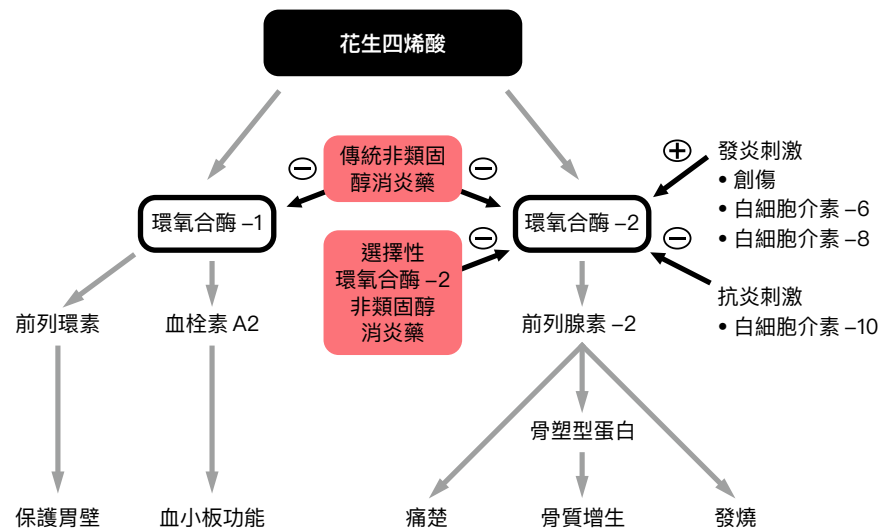 花生四烯酸
傳統非類固
醇消炎藥
發炎刺激
• 創傷
• 白細胞介素 –6
• 白細胞介素 –8
環氧合酶 –1
環氧合酶 –2
選擇性
環氧合酶 –2
非類固醇
消炎藥
抗炎刺激
• 白細胞介素 –10
前列環素
血栓素 A2
前列腺素 –2
骨塑型蛋白
保護胃壁
血小板功能
痛楚
骨質增生
發燒